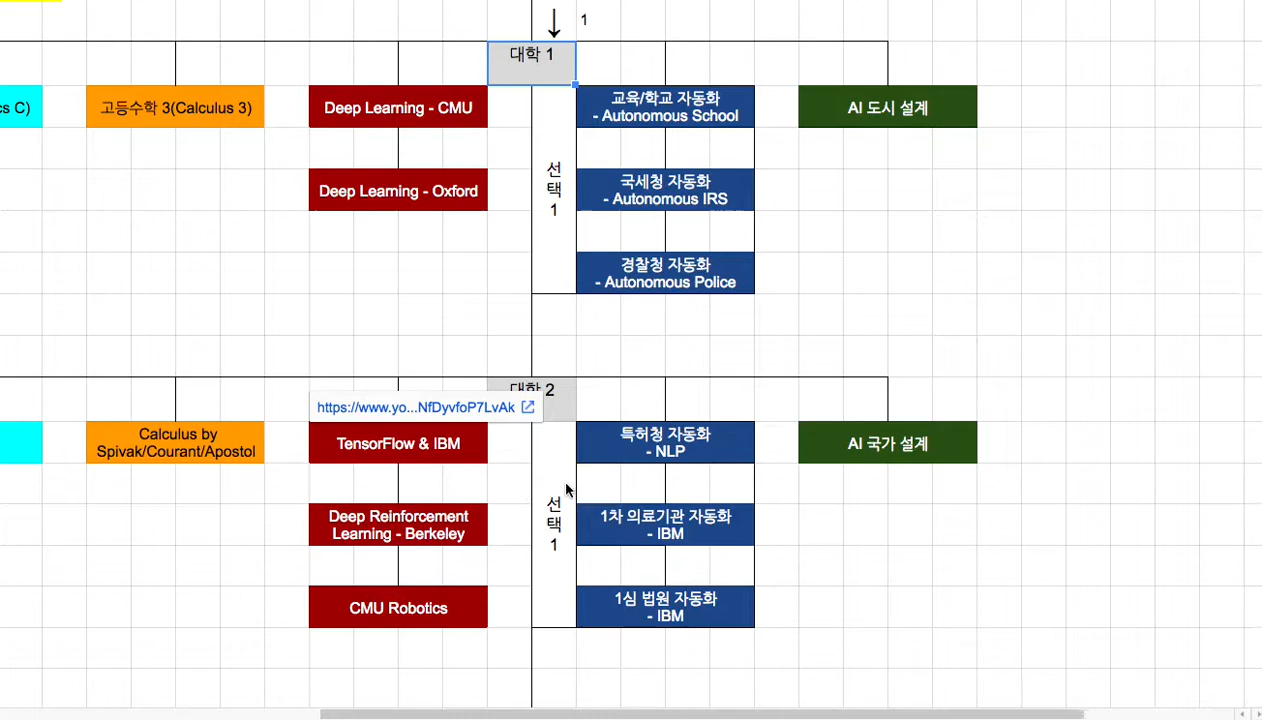 1
대학 1
cs C)
고등수학 3(Calculus 3)
Deep Learning - CMU
교육/학교 자동화
- Autonomous School
AI 도시 설계
선
택
1
Deep Learning - Oxford
국세청 자동화
- Autonomous IRS
경찰청 자동화
- Autonomous Police
대학 2
https://www.yo...NfDyvfoP7LvAk
Calculus by
Spivak/Courant/Apostol
TensorFlow & IBM
특허청 자동화
- NLP
AI 국가 설계
선
택
1
Deep Reinforcement
Learning - Berkeley
1차 의료기관 자동화
- IBM
CMU Robotics
1심 법원 자동화
- IBM